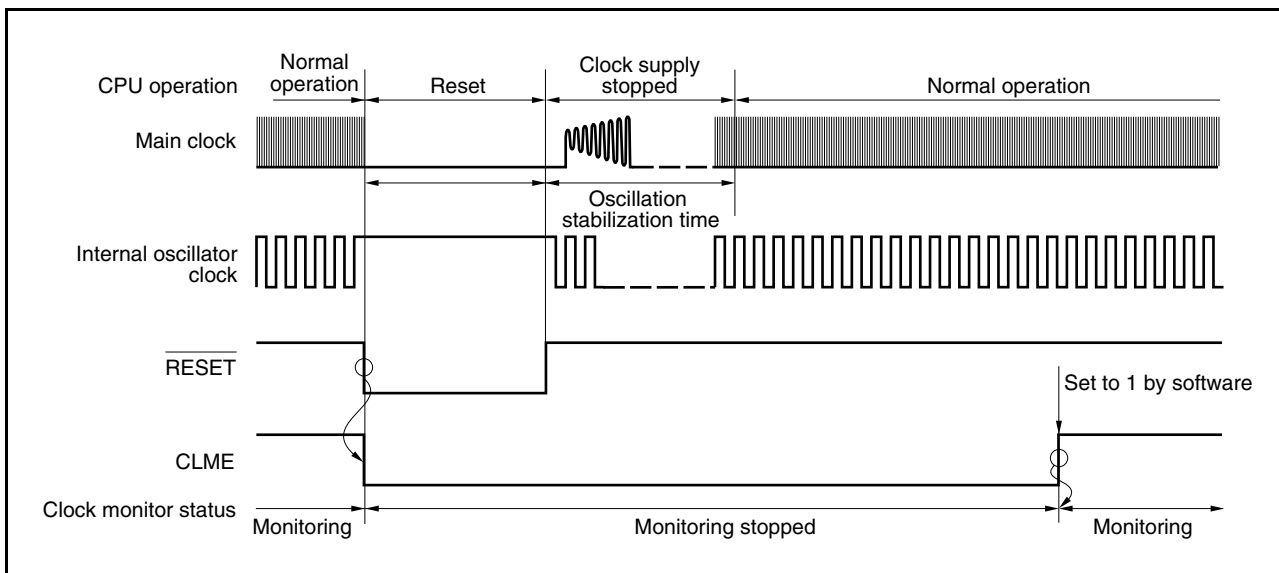 Normal
operation
Clock supply
stopped
CPU operation
Reset
Normal operation
Main clock
Oscillation
stabilization time
Internal oscillator
clock
RESET
Set to 1 by software
CLME
Clock monitor status
Monitoring
Monitoring stopped
Monitoring